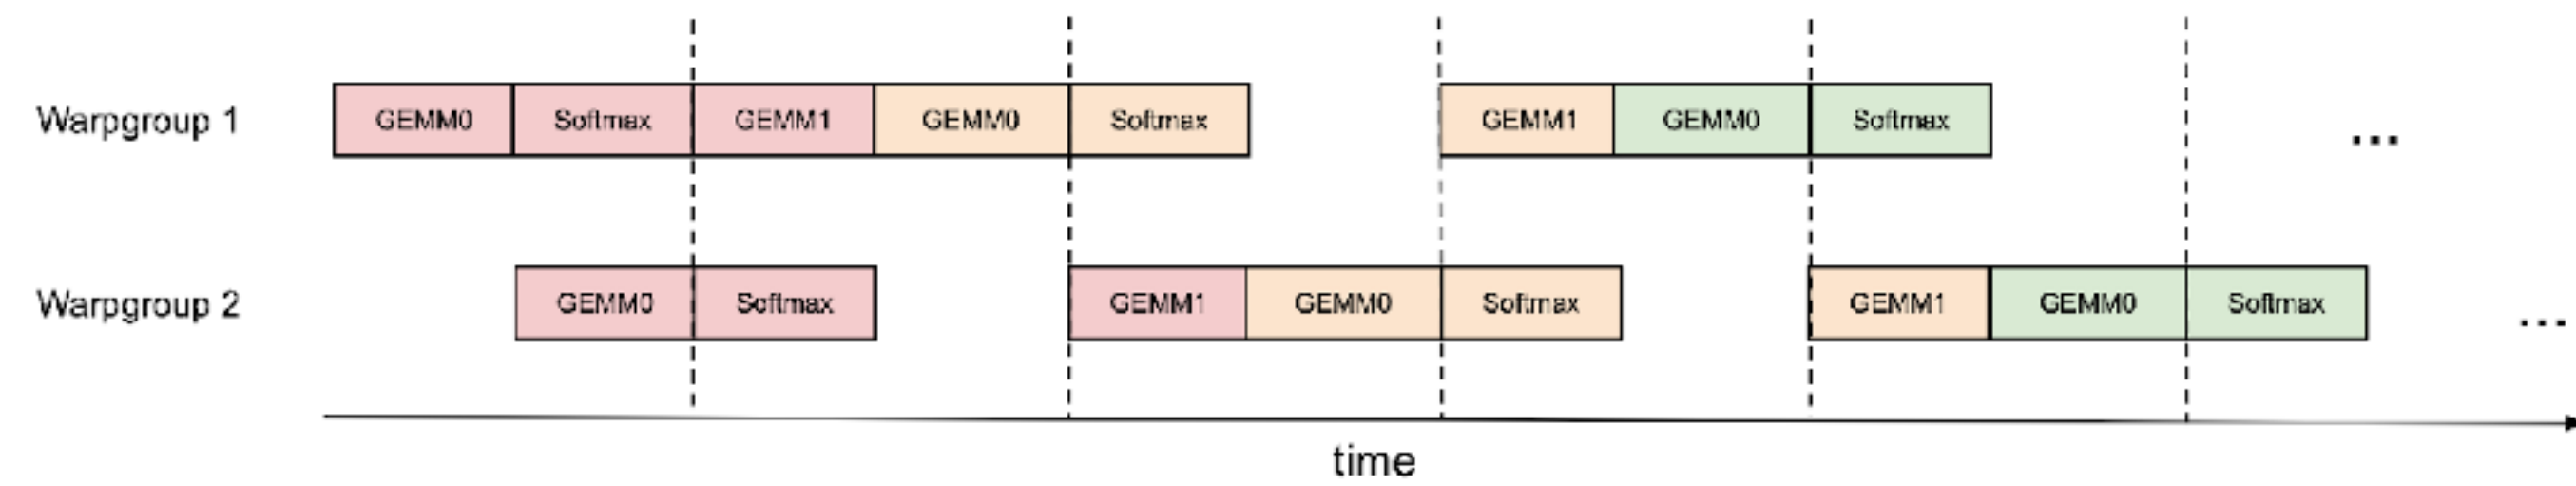 Warpgroup 1 GEMM0 Softmax GEMM1 GEMM0 Softmax GEMM1 GEMM0 Softmax ...
Warpgroup 2 GEMM0 Softmax GEMM1 GEMM0 Softmax GEMM1 GEMM0 Softmax ...
time